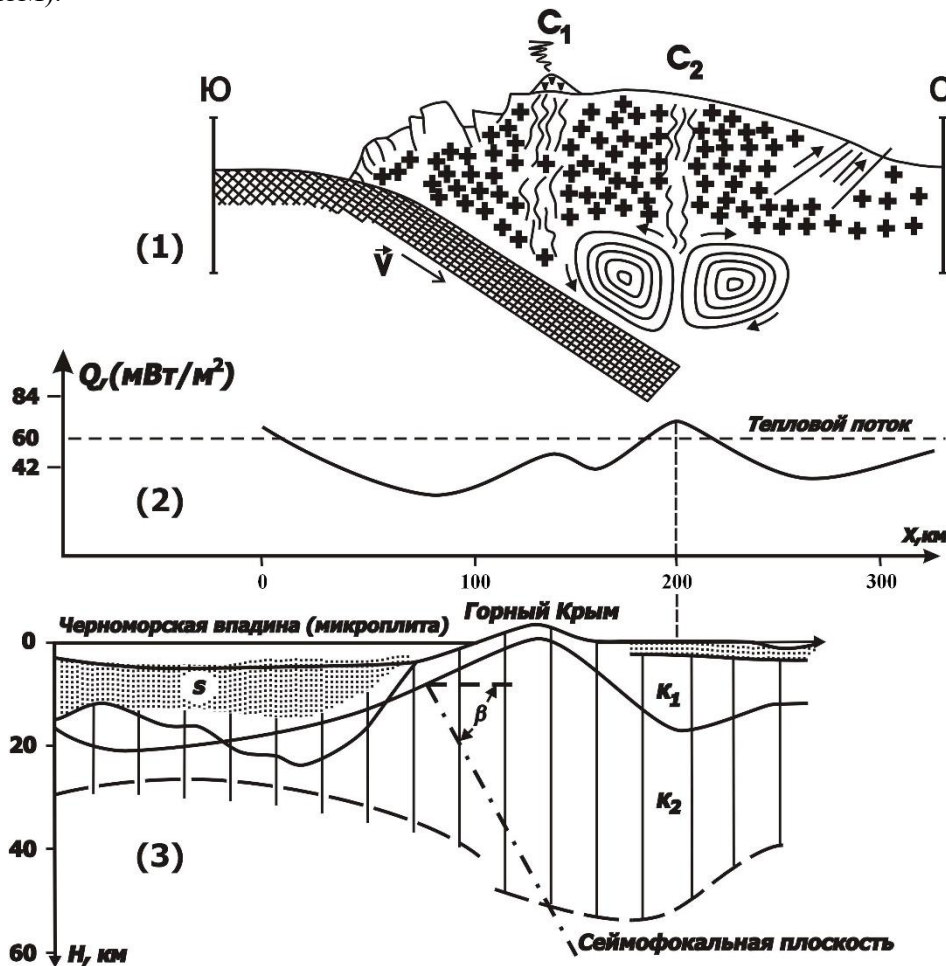 C1
C2
Ю
(1)
V
Q,(мВт/м2)
84
60
42
Тепловой поток
(2)
X,км
0
100
200
300
Черноморская впадина (микроплита)
Горный Крым
0
S
β
K1
20
K2
40
(3)
Сеймофокальная плоскость
60
H, км